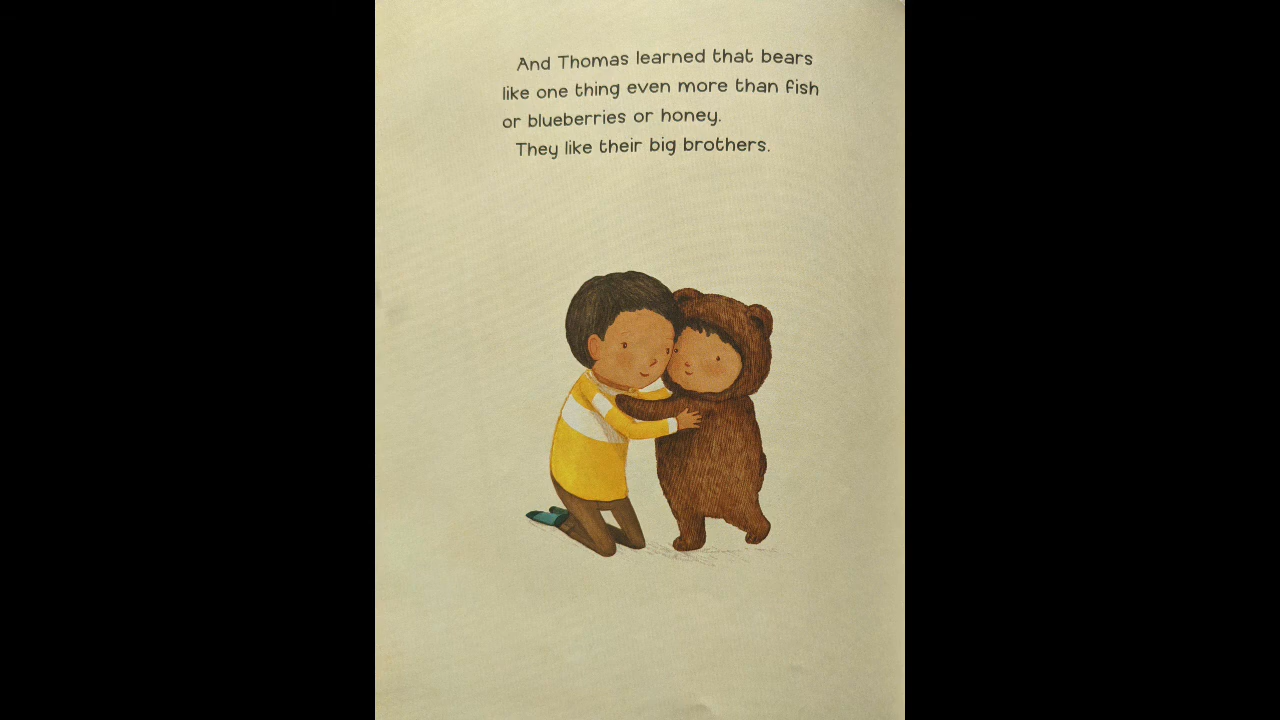 And Thomas learned that bears
like one thing even more than fish
or blueberries or honey.
They like their big brothers.